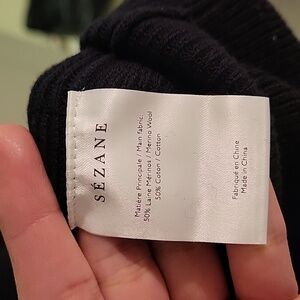 SÉZANE
Matière Principale / Main fabric:
50% Laine Mérinos / Merino Wool
50% Coton / Cotton
Fabriqué en Chine
Made in China